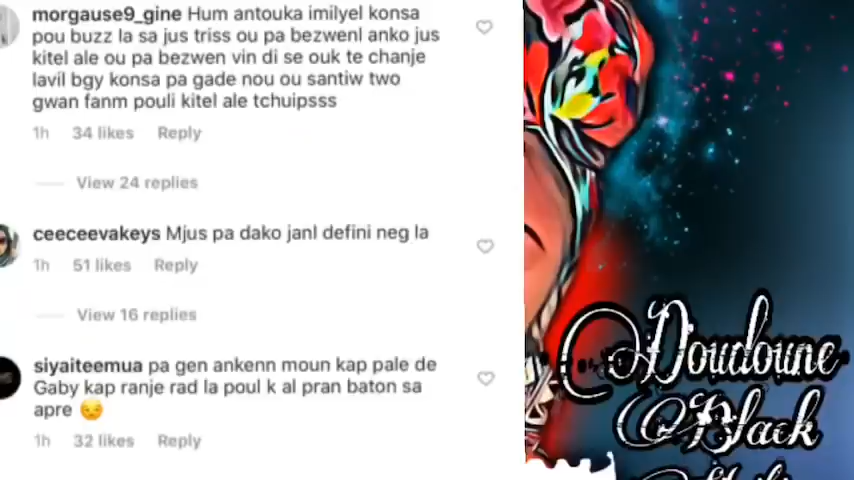 morgause9_gine Hum antouka imilyel konsa
pou buzz la sa jus triss ou pa bezwenl anko jus
kitel ale ou pa bezwen vin di se ouk te chanje
lavil bgy konsa pa gade nou ou santiw two
gwan fanm pouli kitel ale tchuipsss
1h 34 likes Reply
View 24 replies
ceeceevakeys Mjus pa dako janl defini neg la
1h 51 likes Reply
View 16 replies
siyaiteemua pa gen ankenn moun kap pale de
Gaby kap ranje rad la poul k al pran baton sa
apre 😔
1h 32 likes Reply
Doudoune
Black